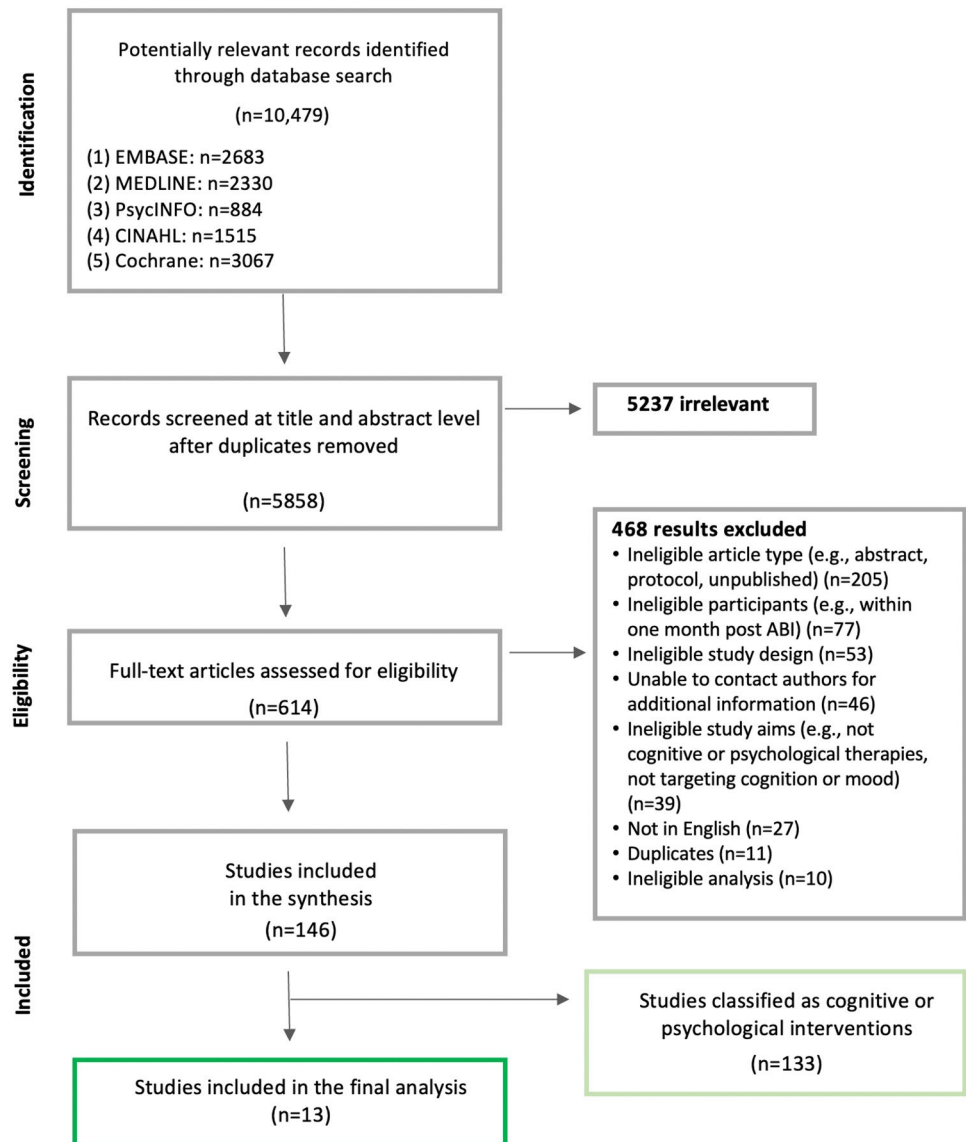 Identification
Potentially relevant records identified
through database search
(n=10,479)
(1) EMBASE: n=2683
(2) MEDLINE: n=2330
(3) PsycINFO: n=884
(4) CINAHL: n=1515
(5) Cochrane: n=3067
Screening
Records screened at title and abstract level
after duplicates removed
(n=5858)
5237 irrelevant
Eligibility
Full-text articles assessed for eligibility
(n=614)
468 results excluded
• Ineligible article type (e.g., abstract,
protocol, unpublished) (n=205)
• Ineligible participants (e.g., within
one month post ABI) (n=77)
• Ineligible study design (n=53)
• Unable to contact authors for
additional information (n=46)
• Ineligible study aims (e.g., not
cognitive or psychological therapies,
not targeting cognition or mood)
(n=39)
• Not in English (n=27)
• Duplicates (n=11)
• Ineligible analysis (n=10)
Included
Studies included
in the synthesis
(n=146)
Studies classified as cognitive or
psychological interventions
(n=133)
Studies included in the final analysis
(n=13)